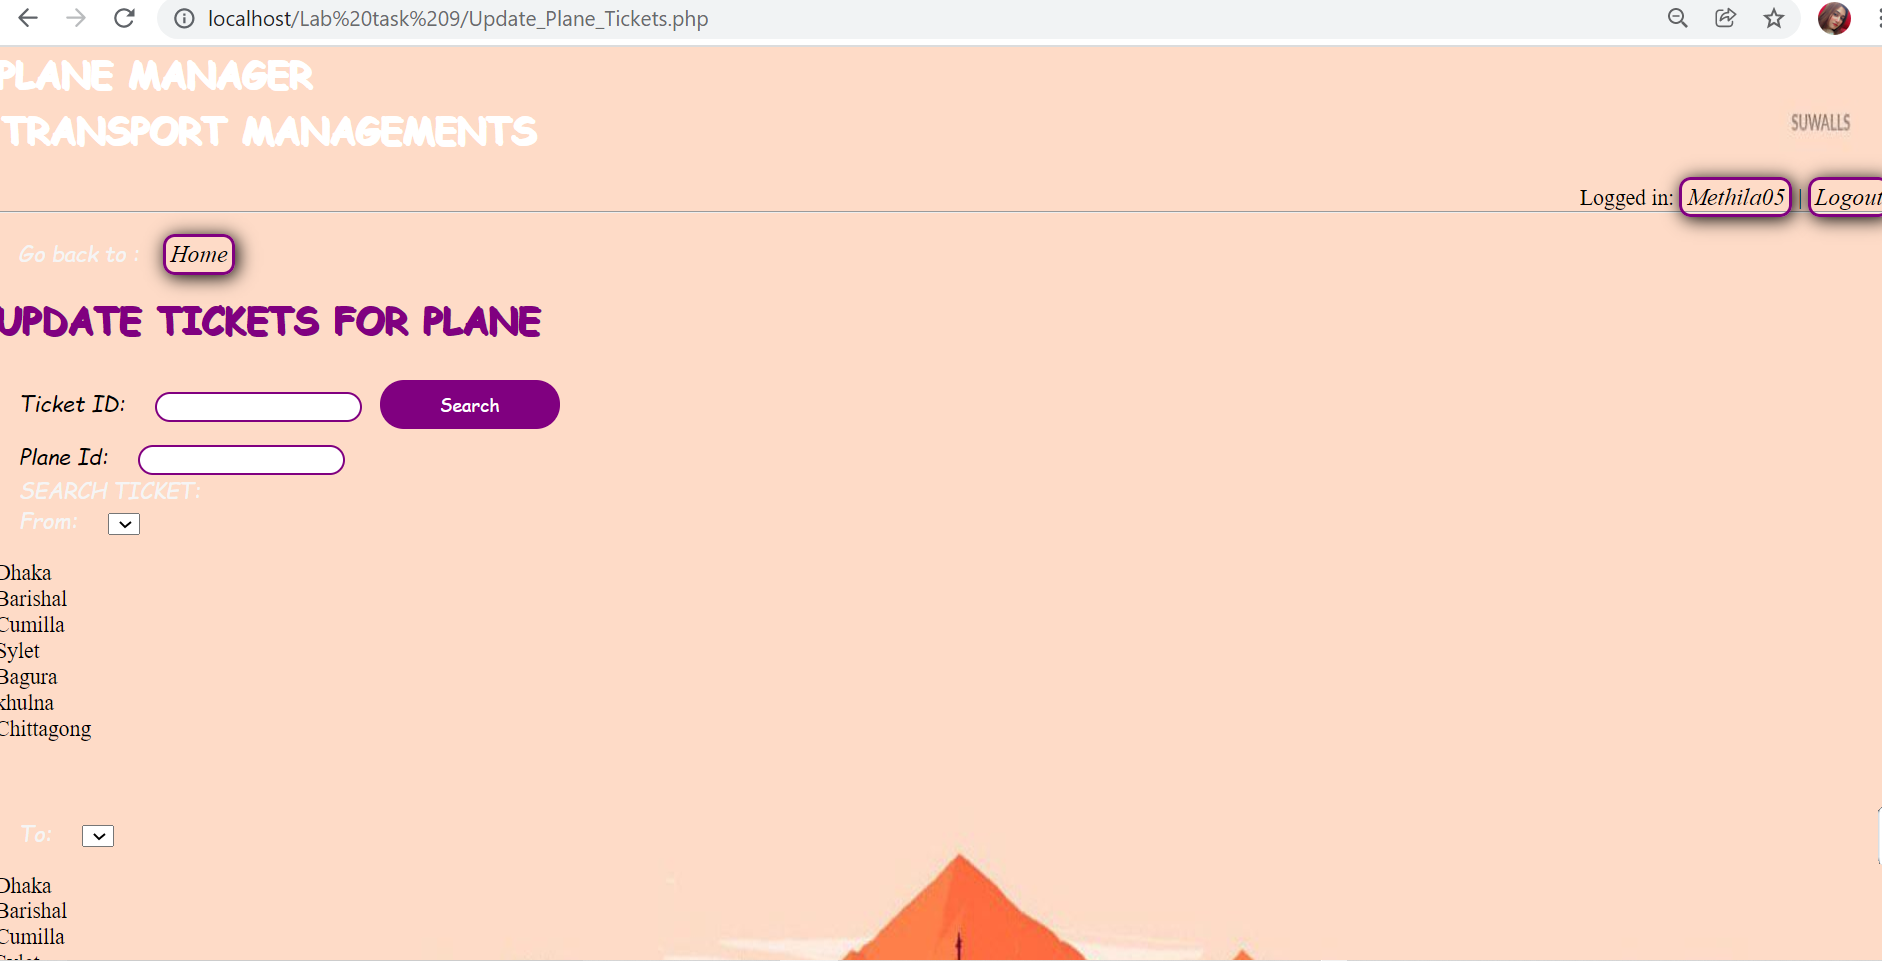 localhost/Lab%20task%209/Update_Plane_Tickets.php
PLANE MANAGER
TRANSPORT MANAGEMENTS
SUWALLS
Logged in: Methila05 | Logout
Go back to : Home
UPDATE TICKETS FOR PLANE
Ticket ID: Search
Plane Id:
SEARCH TICKET:
From:
Dhaka
Barishal
Cumilla
Sylet
Bagura
khulna
Chittagong
To:
Dhaka
Barishal
Cumilla